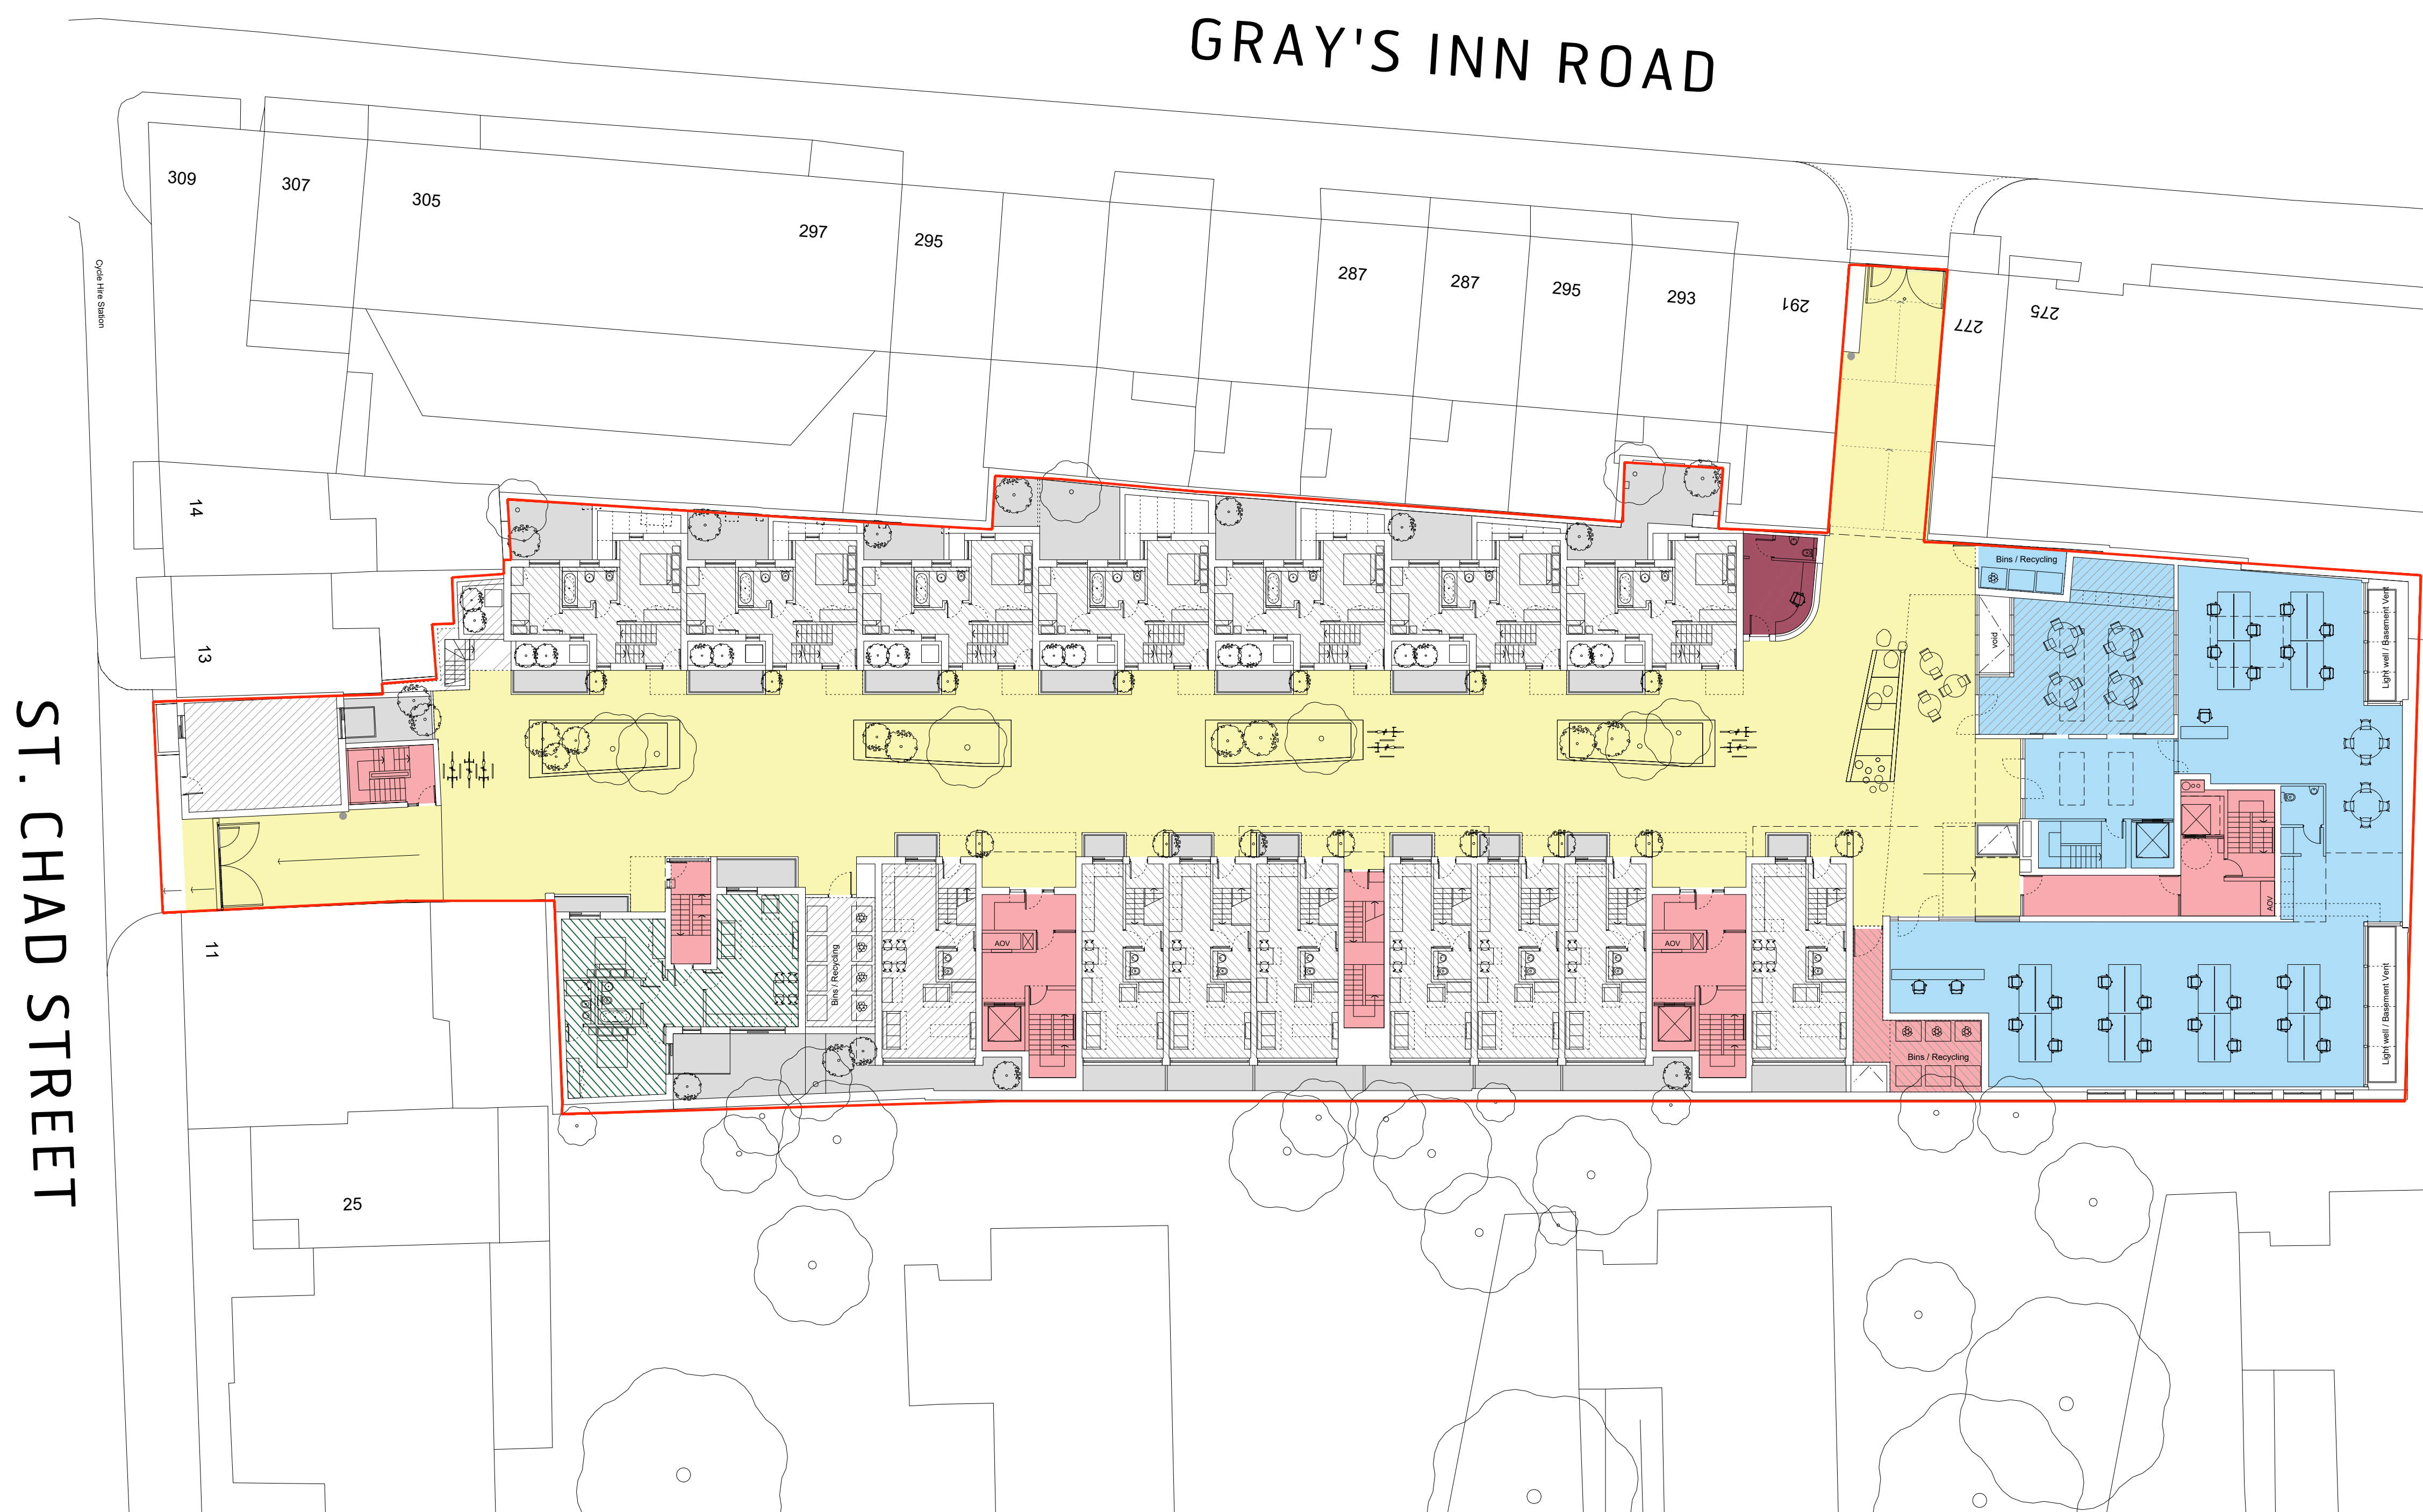 GRAY'S INN ROAD
309
307
305
297
295
287
287
295
293
291
277
275
Cycle Hire Station
14
13
11
25
ST. CHAD STREET
Bins / Recycling
void
Light well / Basement Vent
AOV
Bins / Recycling
AOV
AOV
Bins / Recycling
Light well / Basement Vent